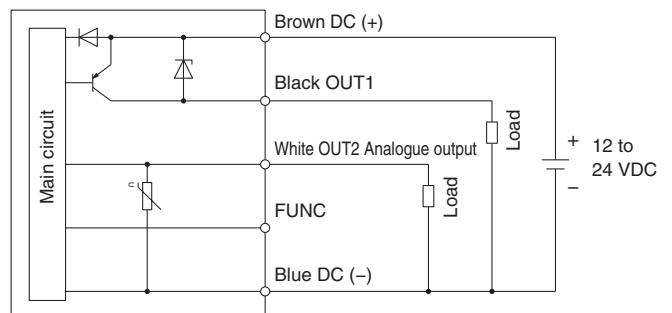 Brown DC (+)
Main circuit
Black OUT1
White OUT2 Analogue output
FUNC
Blue DC (–)
Load
Load
+
12 to
24 VDC
–
U